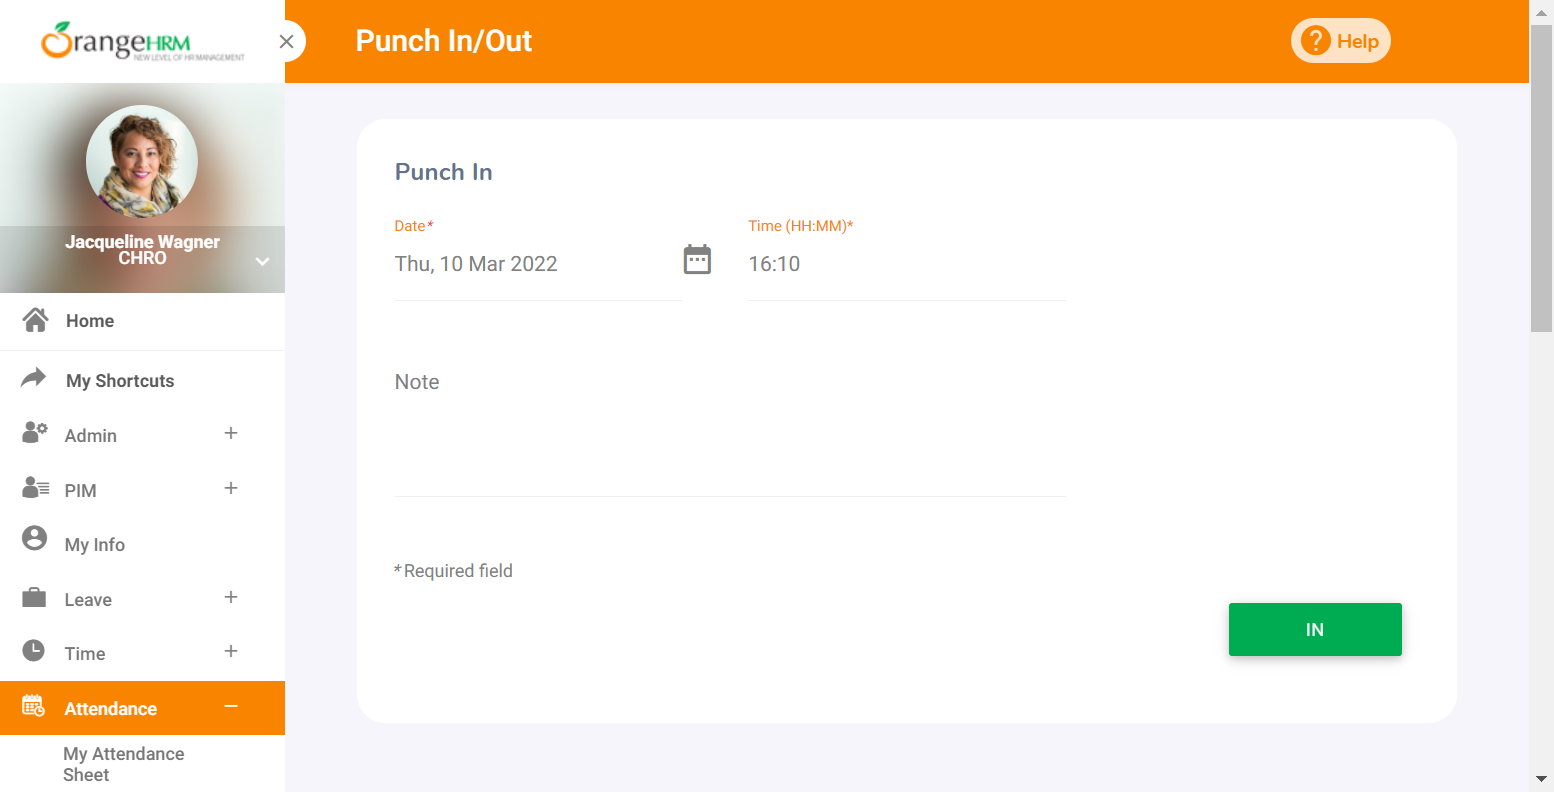 OrangeHRM
NEW LEVEL OF HR MANAGEMENT
Punch In/Out
? Help
Jacqueline Wagner
CHRO
Home
My Shortcuts
Admin
PIM
My Info
Leave
Time
Attendance
My Attendance
Sheet
Punch In
Date*
Time (HH:MM)*
Thu, 10 Mar 2022
16:10
Note
* Required field
IN